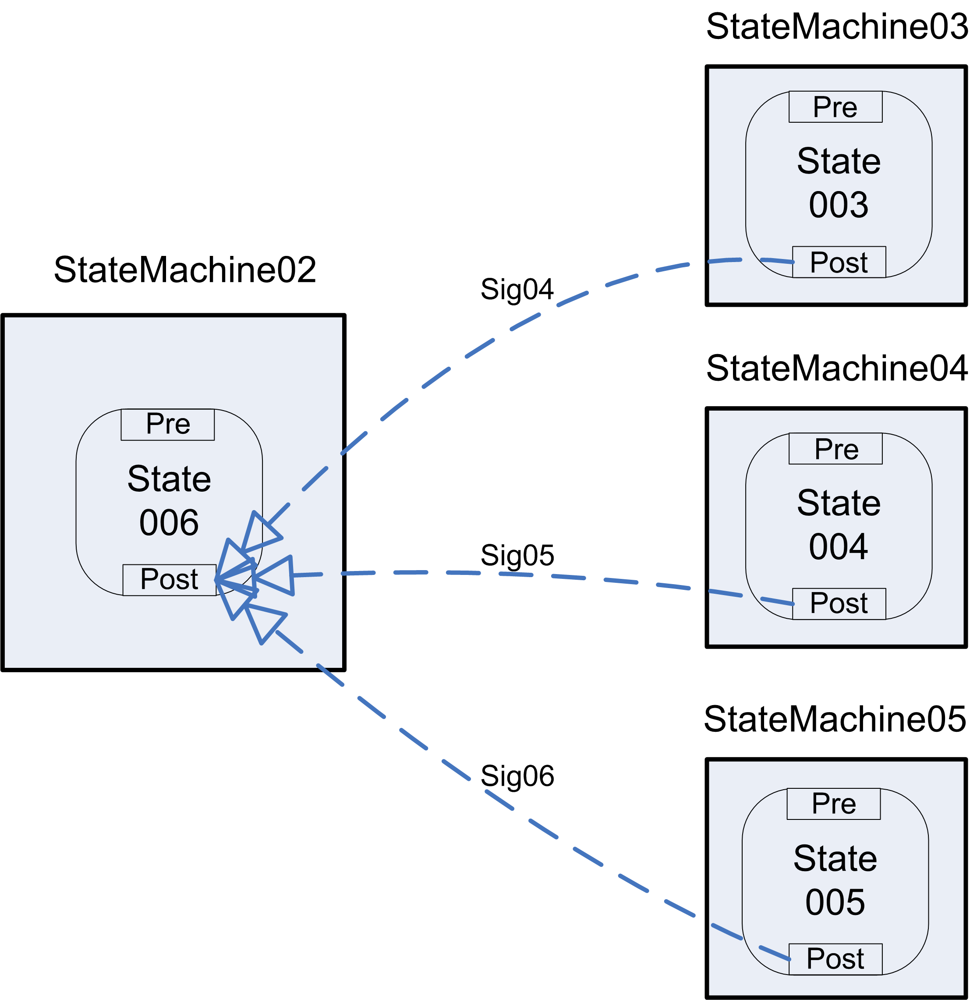 StateMachine03
Pre
State
003
Post
StateMachine02
Sig04
StateMachine04
Pre
State
006
Post
Pre
State
004
Post
Sig05
StateMachine05
Sig06
Pre
State
005
Post